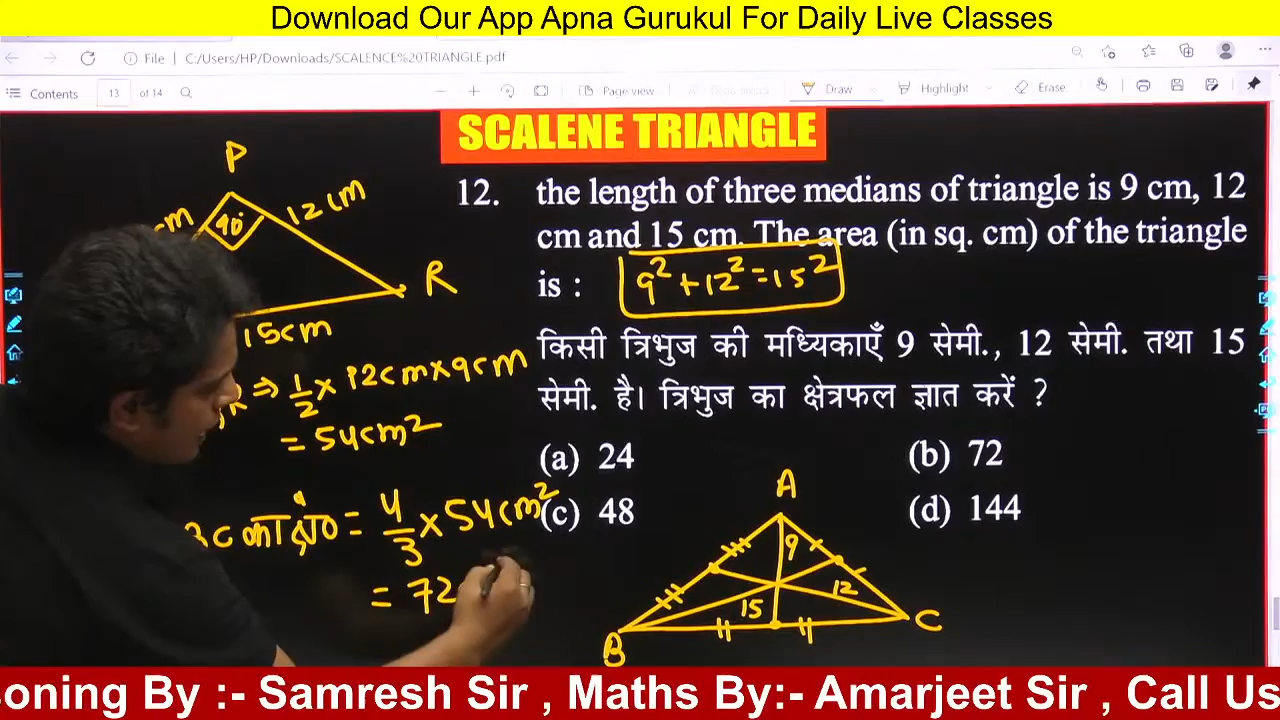 Download Our App Apna Gurukul For Daily Live Classes
File | C:/Users/HP/Downloads/SCALENCE%20TRIANGLE.pdf
Contents 13 of 14 Page view Draw Highlight Erase
SCALENE TRIANGLE
12. the length of three medians of triangle is 9 cm, 12
cm and 15 cm. The area (in sq. cm) of the triangle
is : 9²+12²=15²
किसी त्रिभुज की मध्यिकाएँ 9 सेमी., 12 सेमी. तथा 15
सेमी. है। त्रिभुज का क्षेत्रफल ज्ञात करें ?
(a) 24 (b) 72
(c) 48 (d) 144
P
12cm
90°
R
15cm
⇒ 1/2 × 12cm×9cm
= 54cm²
= 4/3 × 54cm²
= 72
A
9
12
15
B
C
Samresh Sir , Maths By:- Amarjeet Sir , Call Us